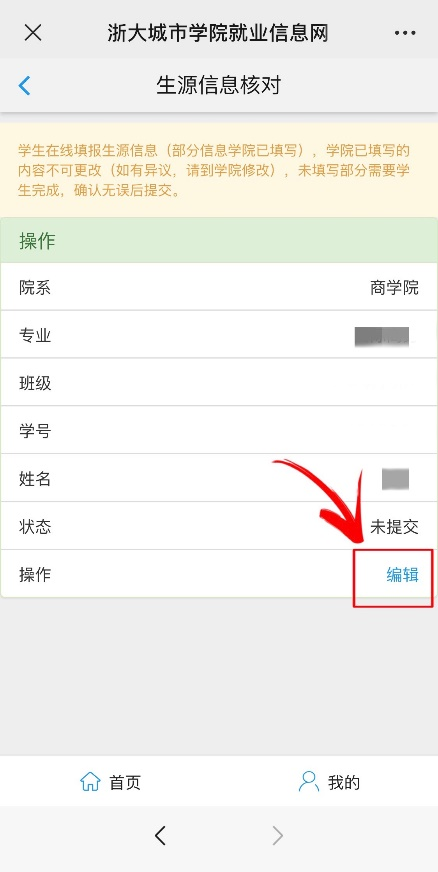 浙大城市学院就业信息网
生源信息核对
学生在线填报生源信息（部分信息学院已填写），学院已填写的
内容不可更改（如有异议，请到学院修改），未填写部分需要学
生完成，确认无误后提交。
操作
院系 商学院
专业
班级
学号
姓名
状态 未提交
操作 编辑
首页 我的